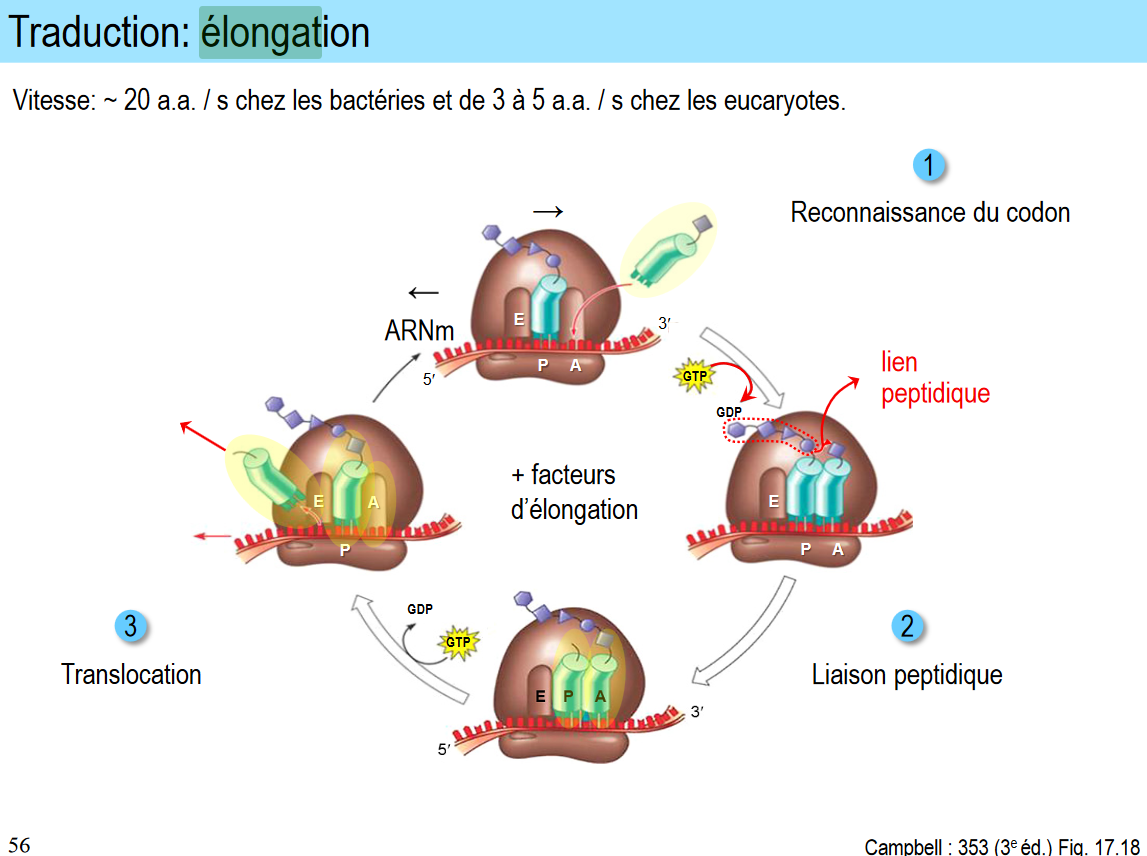 Traduction: élongation
Vitesse: ~ 20 a.a. / s chez les bactéries et de 3 à 5 a.a. / s chez les eucaryotes.
1
Reconnaissance du codon
→
←
ARNm
E
P A
5′
3′
GTP
GDP
lien
peptidique
E
P A
+ facteurs
d’élongation
E A
P
2
Liaison peptidique
3
Translocation
GDP
GTP
E P A
5′
3′
56
Campbell : 353 (3e éd.) Fig. 17.18